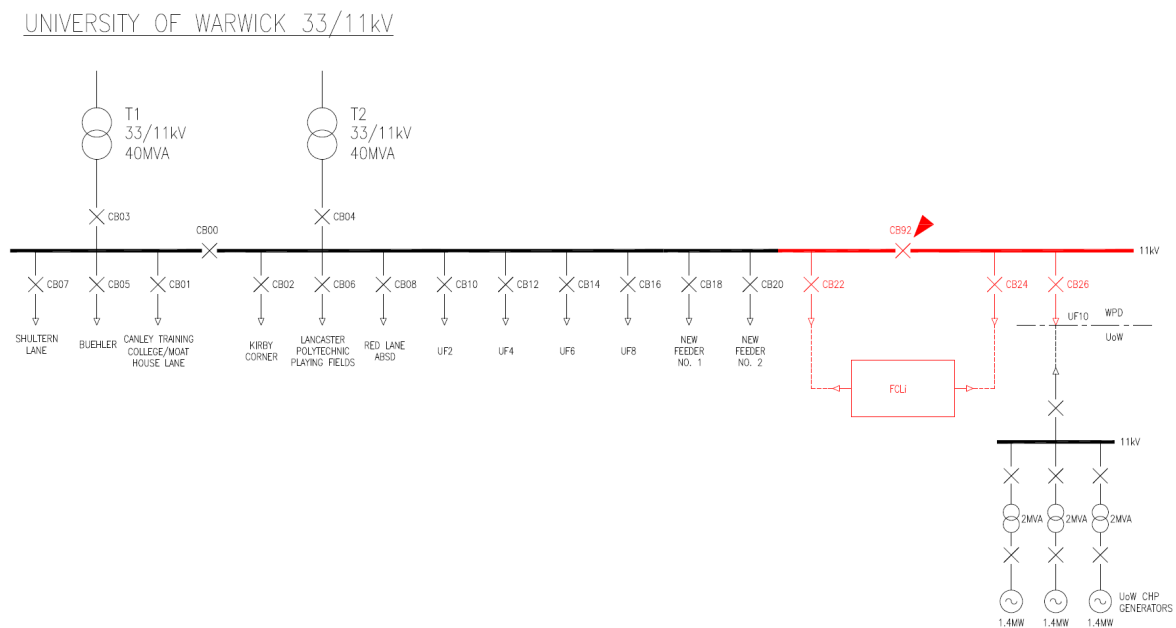 UNIVERSITY OF WARWICK 33/11kV
T1
33/11kV
40MVA
T2
33/11kV
40MVA
CB03
CB04
CB00
CB92
11kV
CB07
CB05
CB01
CB02
CB06
CB08
CB10
CB12
CB14
CB16
CB18
CB20
CB22
CB24
CB26
SHULTERN
LANE
BUEHLER
CANLEY TRAINING
COLLEGE/MOAT
HOUSE LANE
KIRBY
CORNER
LANCASTER
POLYTECHNIC
PLAYING FIELDS
RED LANE
ABSD
UF2
UF4
UF6
UF8
NEW
FEEDER
NO. 1
NEW
FEEDER
NO. 2
UF10
WPD
UoW
FCLi
11kV
2MVA
2MVA
2MVA
UoW CHP
GENERATORS
1.4MW
1.4MW
1.4MW